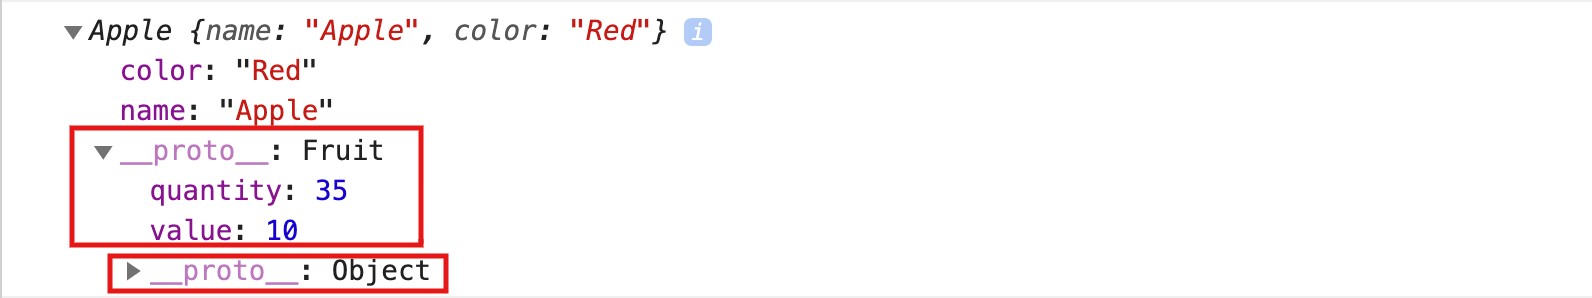 Apple {name: "Apple", color: "Red"} i
color: "Red"
name: "Apple"
__proto__: Fruit
quantity: 35
value: 10
__proto__: Object